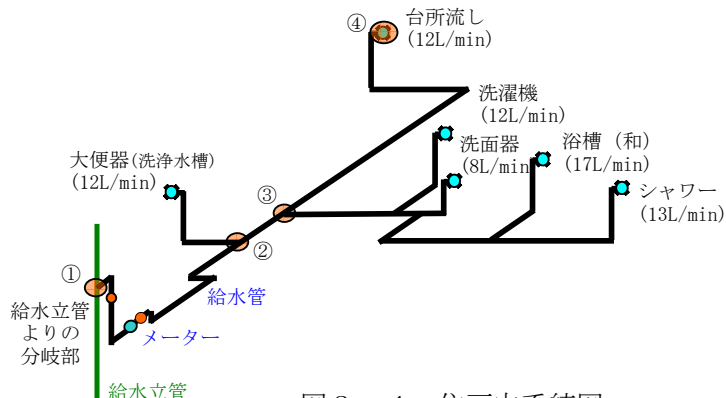 ④
台所流し
(12L/min)
洗濯機
(12L/min)
洗面器
(8L/min
浴槽 (和)
(17L/min)
シャワー
(13L/min)
大便器(洗浄水槽)
(12L/min)
③
②
①
給水管
メーター
給水立管
よりの
分岐部
給水立管